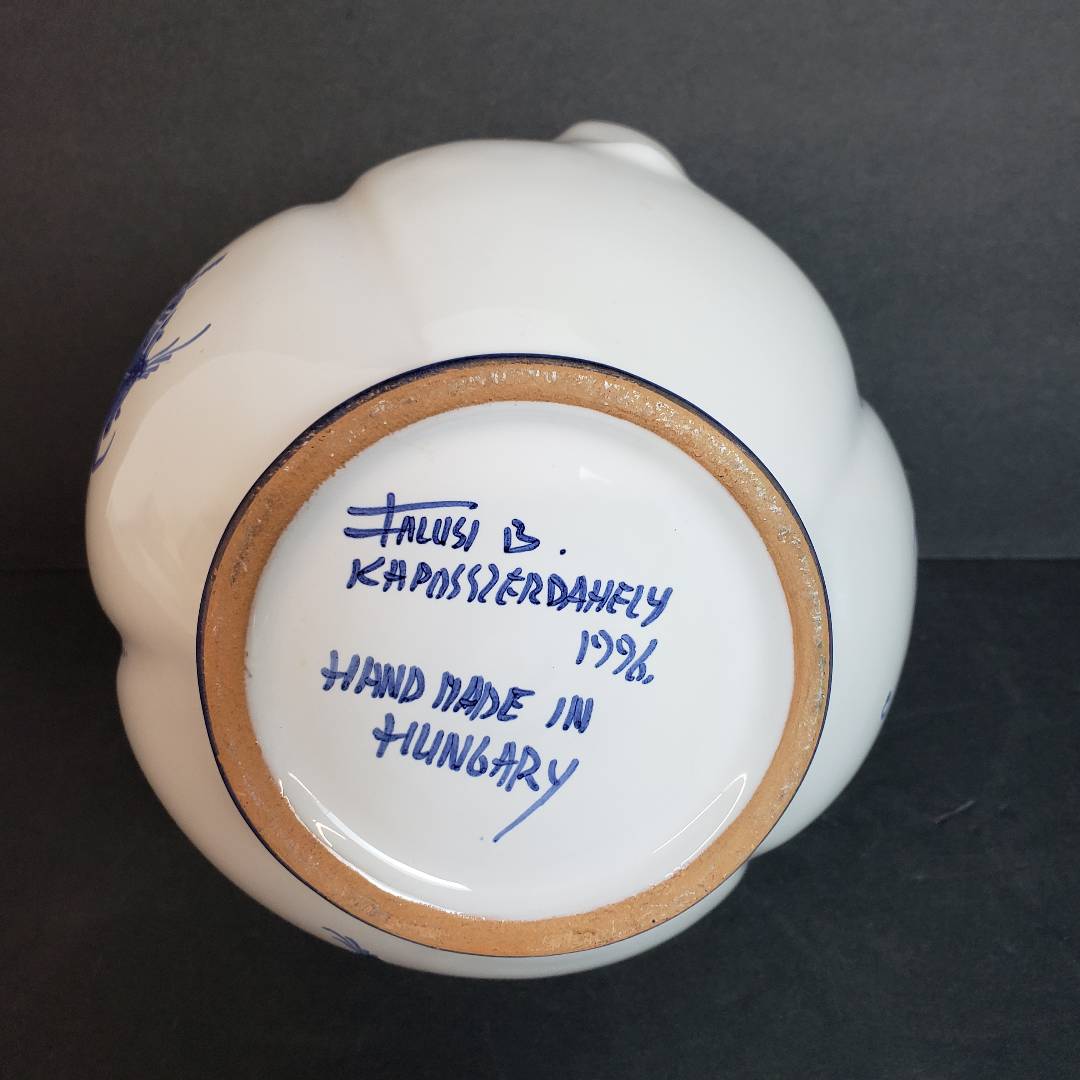 FALUSI B.
KAPOSSZERDAHELY
1996.
HAND MADE IN
HUNGARY